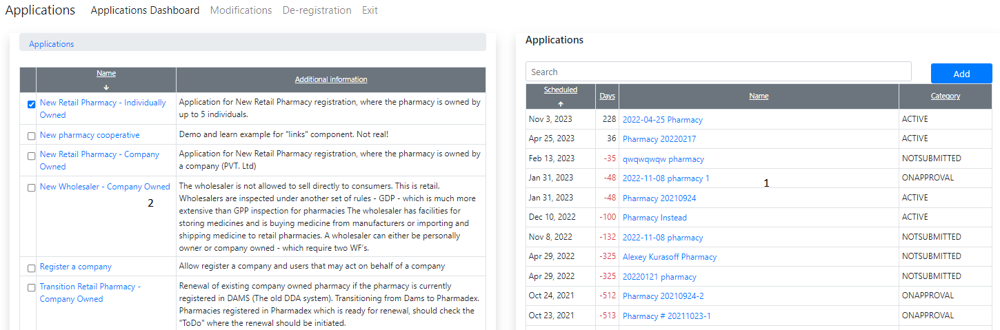 Applications Applications Dashboard Modifications De-registration Exit
Applications
Name
Additional information
New Retail Pharmacy - Individually
Owned
Application for New Retail Pharmacy registration, where the pharmacy is owned by
up to 5 individuals.
New pharmacy cooperative
Demo and learn example for "links" component. Not real!
New Retail Pharmacy - Company
Owned
Application for New Retail Pharmacy registration, where the pharmacy is owned by
a company (PVT. Ltd)
New Wholesaler - Company Owned
2
The wholesaler is not allowed to sell directly to consumers. This is retail.
Wholesalers are inspected under another set of rules - GDP - which is much more
extensive than GPP inspection for pharmacies The wholesaler has facilities for
storing medicines and is buying medicine from manufacturers or importing and
shipping medicine to retail pharmacies. A wholesaler can either be personally
owner or company owned - which require two WF's.
Register a company
Allow register a company and users that may act on behalf of a company
Transition Retail Pharmacy -
Company Owned
Renewal of existing company owned pharmacy if the pharmacy is currently
registered in DAMS (The old DDA system). Transitioning from Dams to Pharmadex.
Pharmacies registered in Pharmadex which is ready for renewal, should check the
"ToDo" where the renewal should be initiated.
Applications
Search
Add
Scheduled Days Name Category
Nov 3, 2023 228 2022-04-25 Pharmacy ACTIVE
Apr 25, 2023 36 Pharmacy 20220217 ACTIVE
Feb 13, 2023 -35 qwqwqwqw pharmacy NOTSUBMITTED
Jan 31, 2023 -48 2022-11-08 pharmacy 1 ONAPPROVAL
1
Jan 31, 2023 -48 Pharmacy 20210924 ACTIVE
Dec 10, 2022 -100 Pharmacy Instead ACTIVE
Nov 8, 2022 -132 2022-11-08 pharmacy NOTSUBMITTED
Apr 29, 2022 -325 Alexey Kurasoff Pharmacy NOTSUBMITTED
Apr 29, 2022 -325 20220121 pharmacy NOTSUBMITTED
Oct 24, 2021 -512 Pharmacy 20210924-2 ONAPPROVAL
Oct 23, 2021 -513 Pharmacy # 20211023-1 ONAPPROVAL